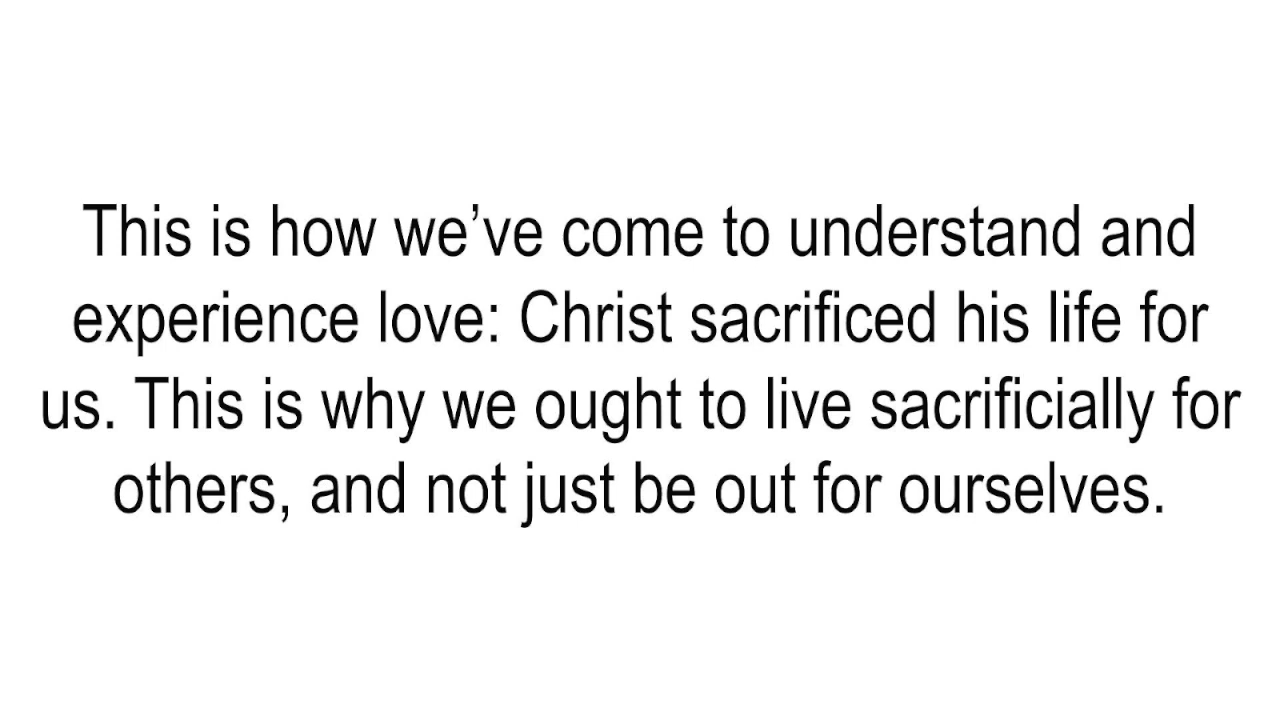 This is how we’ve come to understand and
experience love: Christ sacrificed his life for
us. This is why we ought to live sacrificially for
others, and not just be out for ourselves.